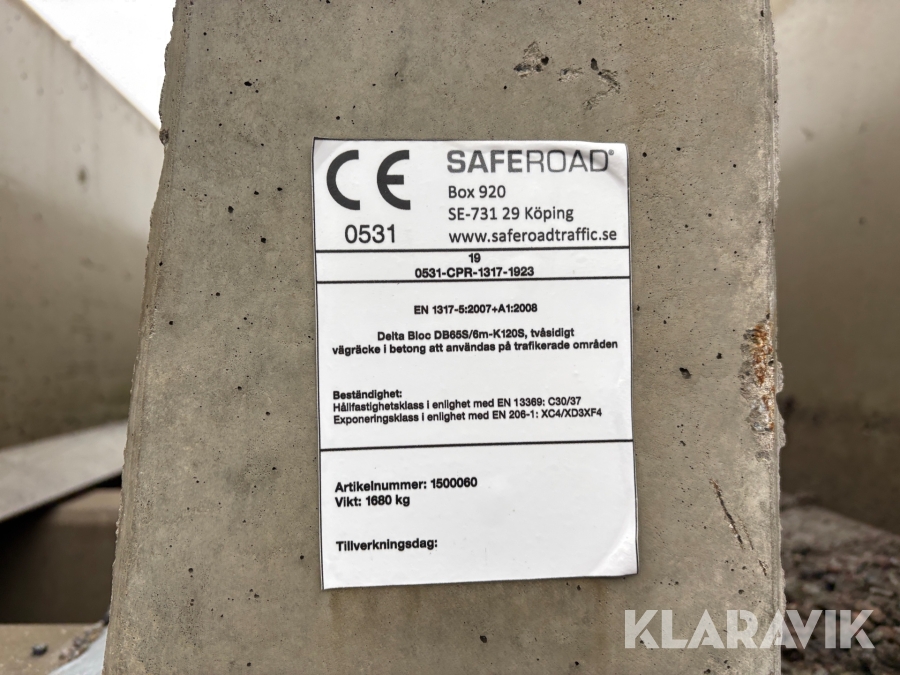 CE SAFEROAD®
Box 920
SE-731 29 Köping
0531 www.saferoadtraffic.se
19
0531-CPR-1317-1923
EN 1317-5:2007+A1:2008
Delta Bloc DB65S/6m-K120S, tvåsidigt
vägräcke i betong att användas på trafikerade områden
Beständighet:
Hållfastighetsklass i enlighet med EN 13369: C30/37
Exponeringsklass i enlighet med EN 206-1: XC4/XD3XF4
Artikelnummer: 1500060
Vikt: 1680 kg
Tillverkningsdag:
KLARAVIK